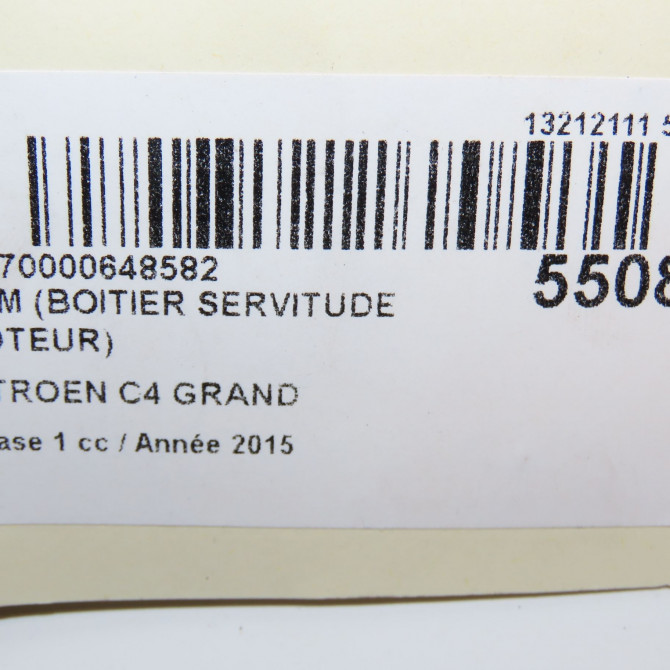 13212111 5
70000648582
5508
M (BOITIER SERVITUDE
OTEUR)
TROEN C4 GRAND
ase 1 cc / Année 2015